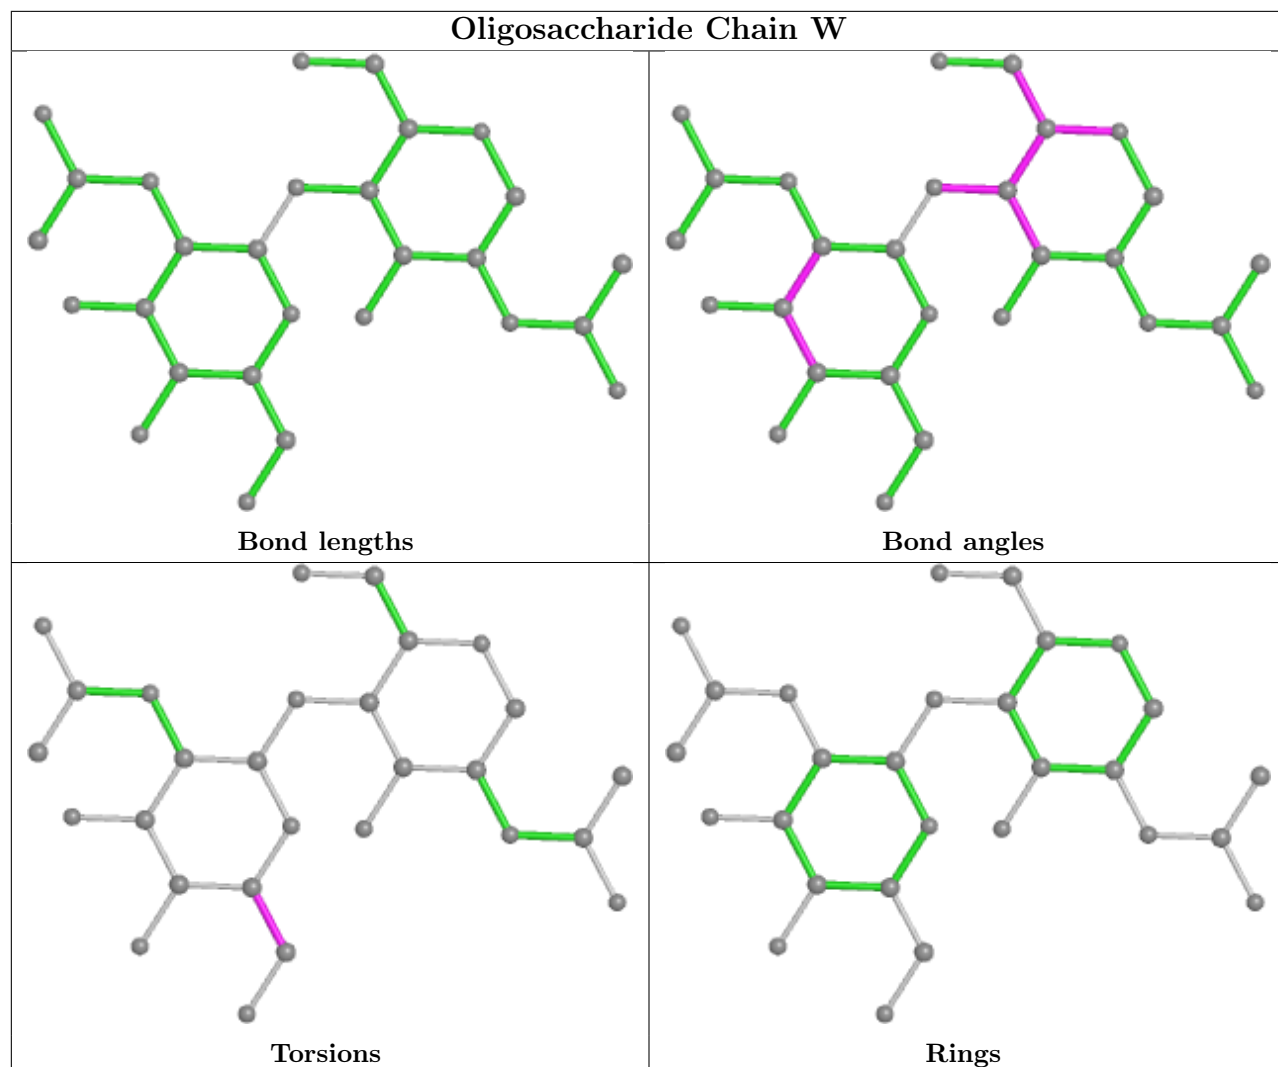 Oligosaccharide Chain W
Bond lengths
Bond angles
Torsions
Rings